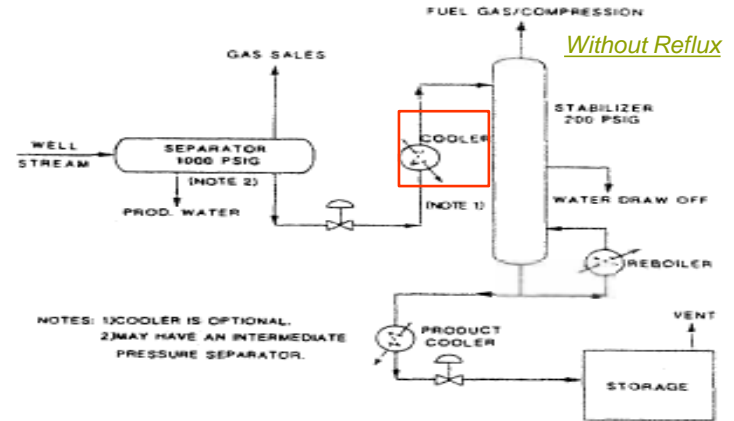 FUEL GAS/COMPRESSION
Without Reflux
GAS SALES
STABILIZER
200 PSIG
COOLER
WELL
STREAM
SEPARATOR
1000 PSIG
(NOTE 2)
(NOTE 1)
WATER DRAW OFF
PROD. WATER
REBOILER
NOTES: 1)COOLER IS OPTIONAL.
2)MAY HAVE AN INTERMEDIATE
PRESSURE SEPARATOR.
PRODUCT
COOLER
VENT
STORAGE